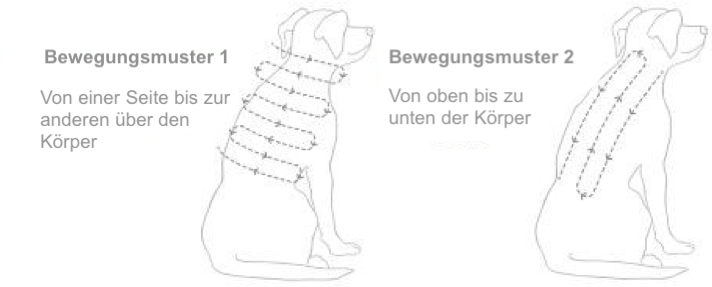 Bewegungsmuster 1
Von einer Seite bis zur
anderen über den
Körper
Bewegungsmuster 2
Von oben bis zu
unten der Körper